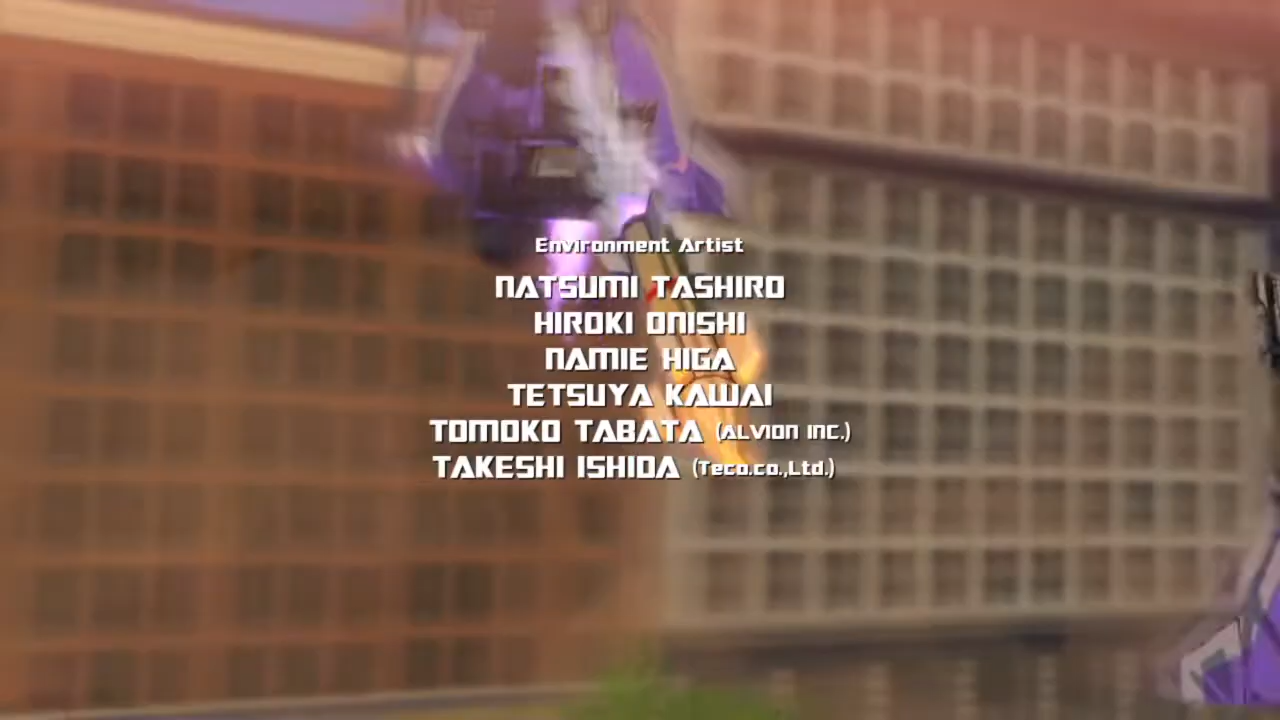 Environment Artist
NATSUMI TASHIRO
HIROKI ONISHI
NAMIE HIGA
TETSUYA KAWAI
TOMOKO TABATA (ALVION INC.)
TAKESHI ISHIDA (Teco.co.,Ltd.)